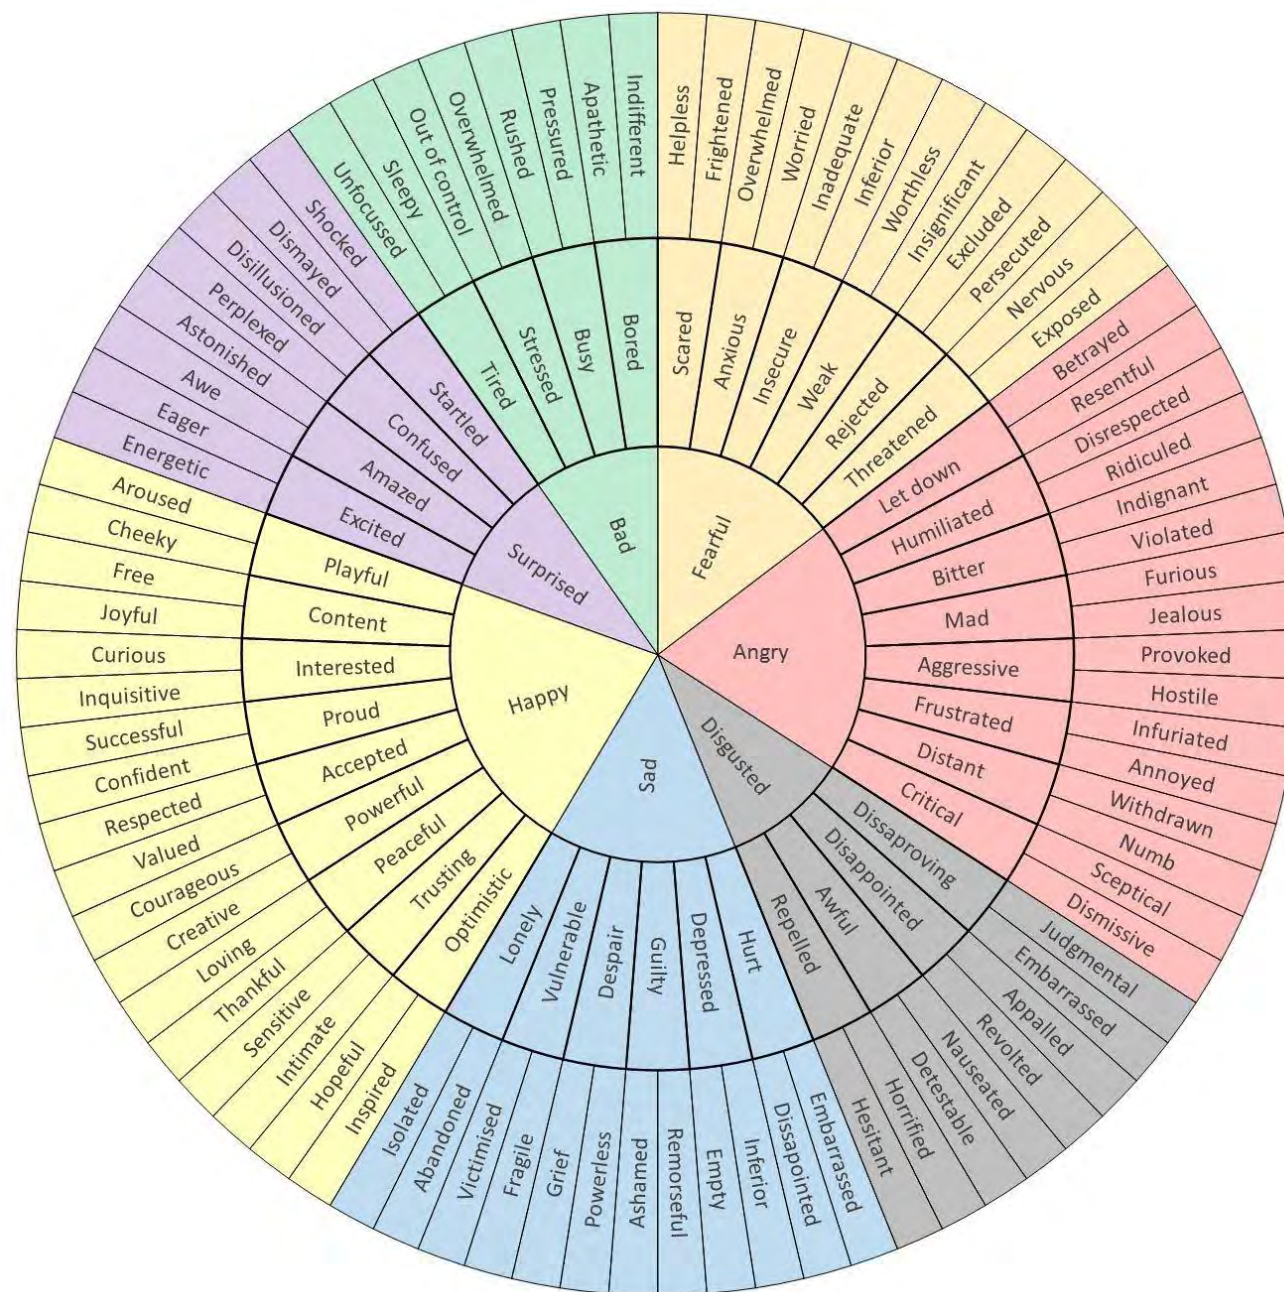 Fearful
Angry
Disgusted
Sad
Happy
Surprised
Bad
Scared
Anxious
Insecure
Weak
Rejected
Threatened
Let down
Humiliated
Bitter
Mad
Aggressive
Frustrated
Distant
Critical
Dissaproving
Disappointed
Awful
Repelled
Hurt
Depressed
Guilty
Despair
Vulnerable
Lonely
Optimistic
Trusting
Peaceful
Powerful
Accepted
Proud
Interested
Content
Playful
Excited
Amazed
Confused
Startled
Tired
Stressed
Busy
Bored
Helpless
Frightened
Overwhelmed
Worried
Inadequate
Inferior
Worthless
Insignificant
Excluded
Persecuted
Nervous
Exposed
Betrayed
Resentful
Disrespected
Ridiculed
Indignant
Violated
Furious
Jealous
Provoked
Hostile
Infuriated
Annoyed
Withdrawn
Numb
Sceptical
Dismissive
Judgmental
Embarrassed
Appalled
Revolted
Nauseated
Detestable
Horrified
Hesitant
Embarrassed
Dissapointed
Inferior
Empty
Remorseful
Ashamed
Powerless
Grief
Fragile
Victimised
Abandoned
Isolated
Inspired
Hopeful
Intimate
Sensitive
Thankful
Loving
Creative
Courageous
Valued
Respected
Confident
Successful
Inquisitive
Curious
Joyful
Free
Cheeky
Aroused
Energetic
Eager
Awe
Astonished
Perplexed
Disillusioned
Dismayed
Shocked
Unfocussed
Sleepy
Out of control
Overwhelmed
Rushed
Pressured
Apathetic
Indifferent